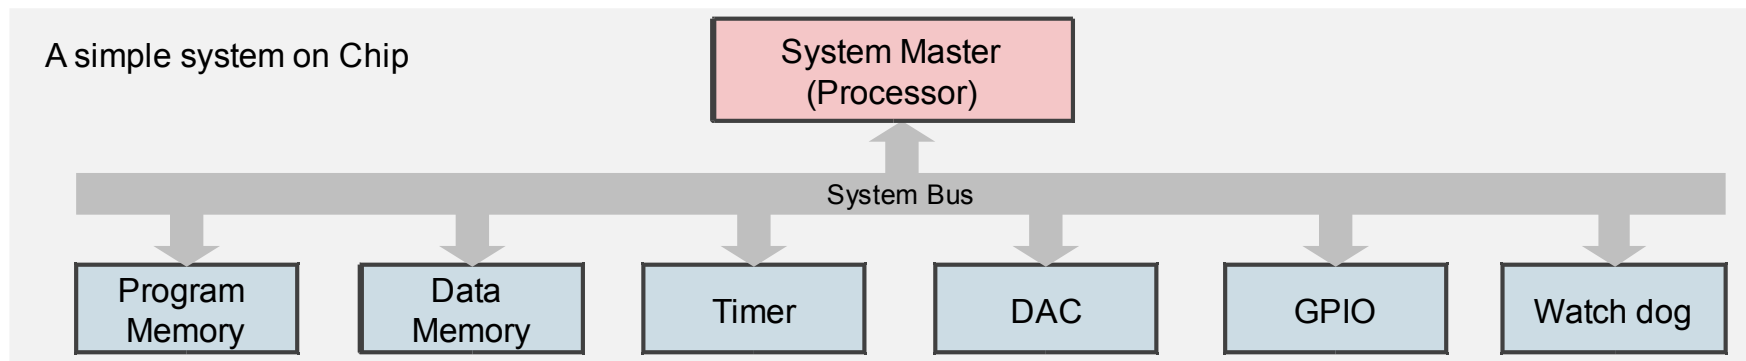 A simple system on Chip
System Master
(Processor)
System Bus
Program
Memory
Data
Memory
Timer
DAC
GPIO
Watch dog